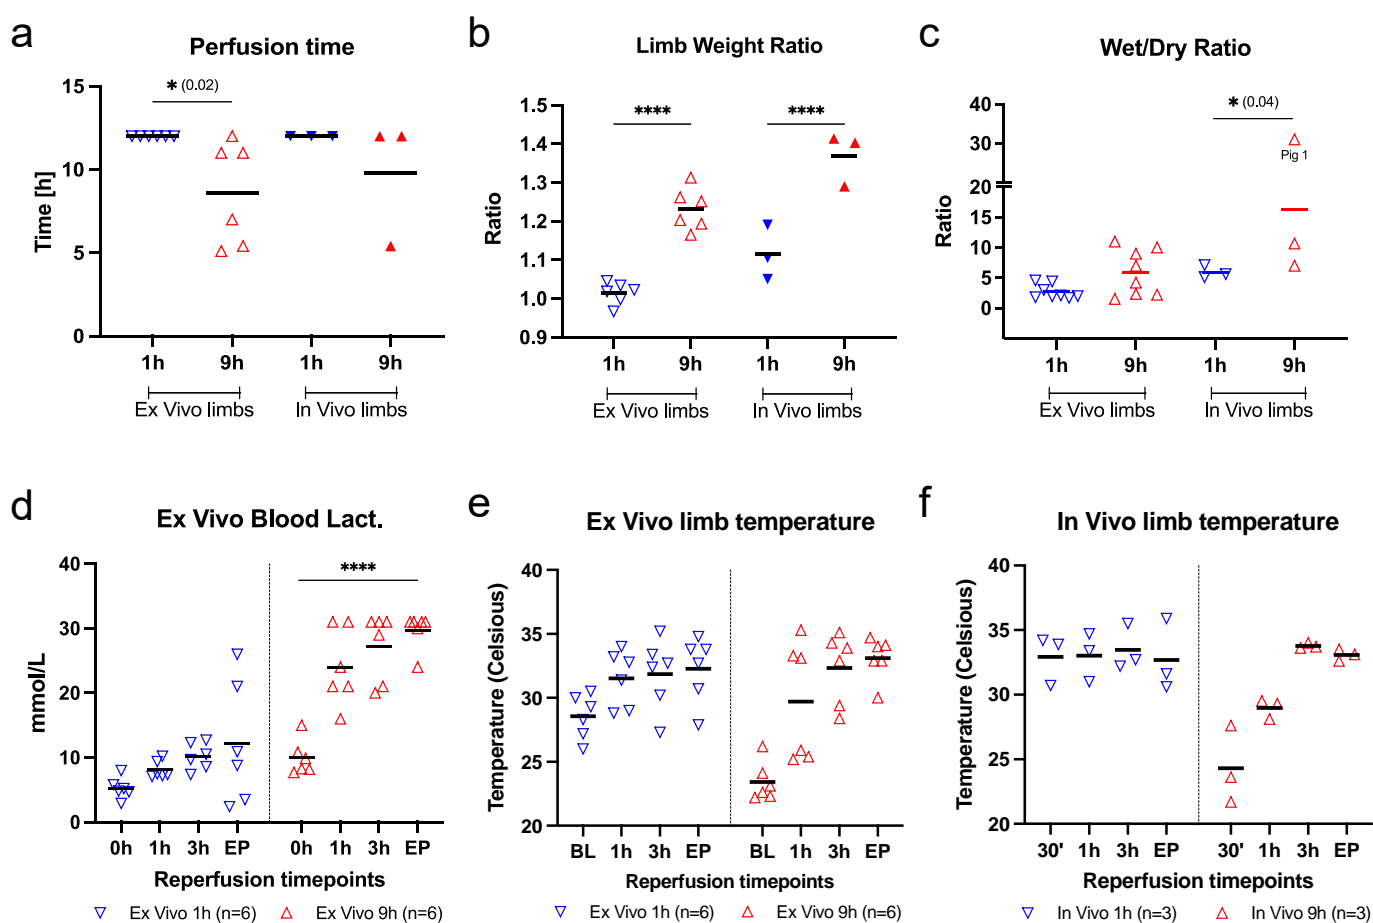 a
Perfusion time
* (0.02)
15
10
5
0
Time [h]
1h 9h 1h 9h
Ex Vivo limbs In Vivo limbs
b
Limb Weight Ratio
**** ****
1.5
1.4
1.3
1.2
1.1
1.0
0.9
Ratio
1h 9h 1h 9h
Ex Vivo limbs In Vivo limbs
c
Wet/Dry Ratio
* (0.04)
Pig 1
40
30
20
15
10
5
0
Ratio
1h 9h 1h 9h
Ex Vivo limbs In Vivo limbs
d
Ex Vivo Blood Lact.
****
40
30
20
10
0
mmol/L
0h 1h 3h EP 0h 1h 3h EP
Reperfusion timepoints
Ex Vivo 1h (n=6) Ex Vivo 9h (n=6)
e
Ex Vivo limb temperature
40
35
30
25
20
Temperature (Celsious)
BL 1h 3h EP BL 1h 3h EP
Reperfusion timepoints
Ex Vivo 1h (n=6) Ex Vivo 9h (n=6)
f
In Vivo limb temperature
40
35
30
25
20
Temperature (Celsious)
30' 1h 3h EP 30' 1h 3h EP
Reperfusion timepoints
In Vivo 1h (n=3) In Vivo 9h (n=3)